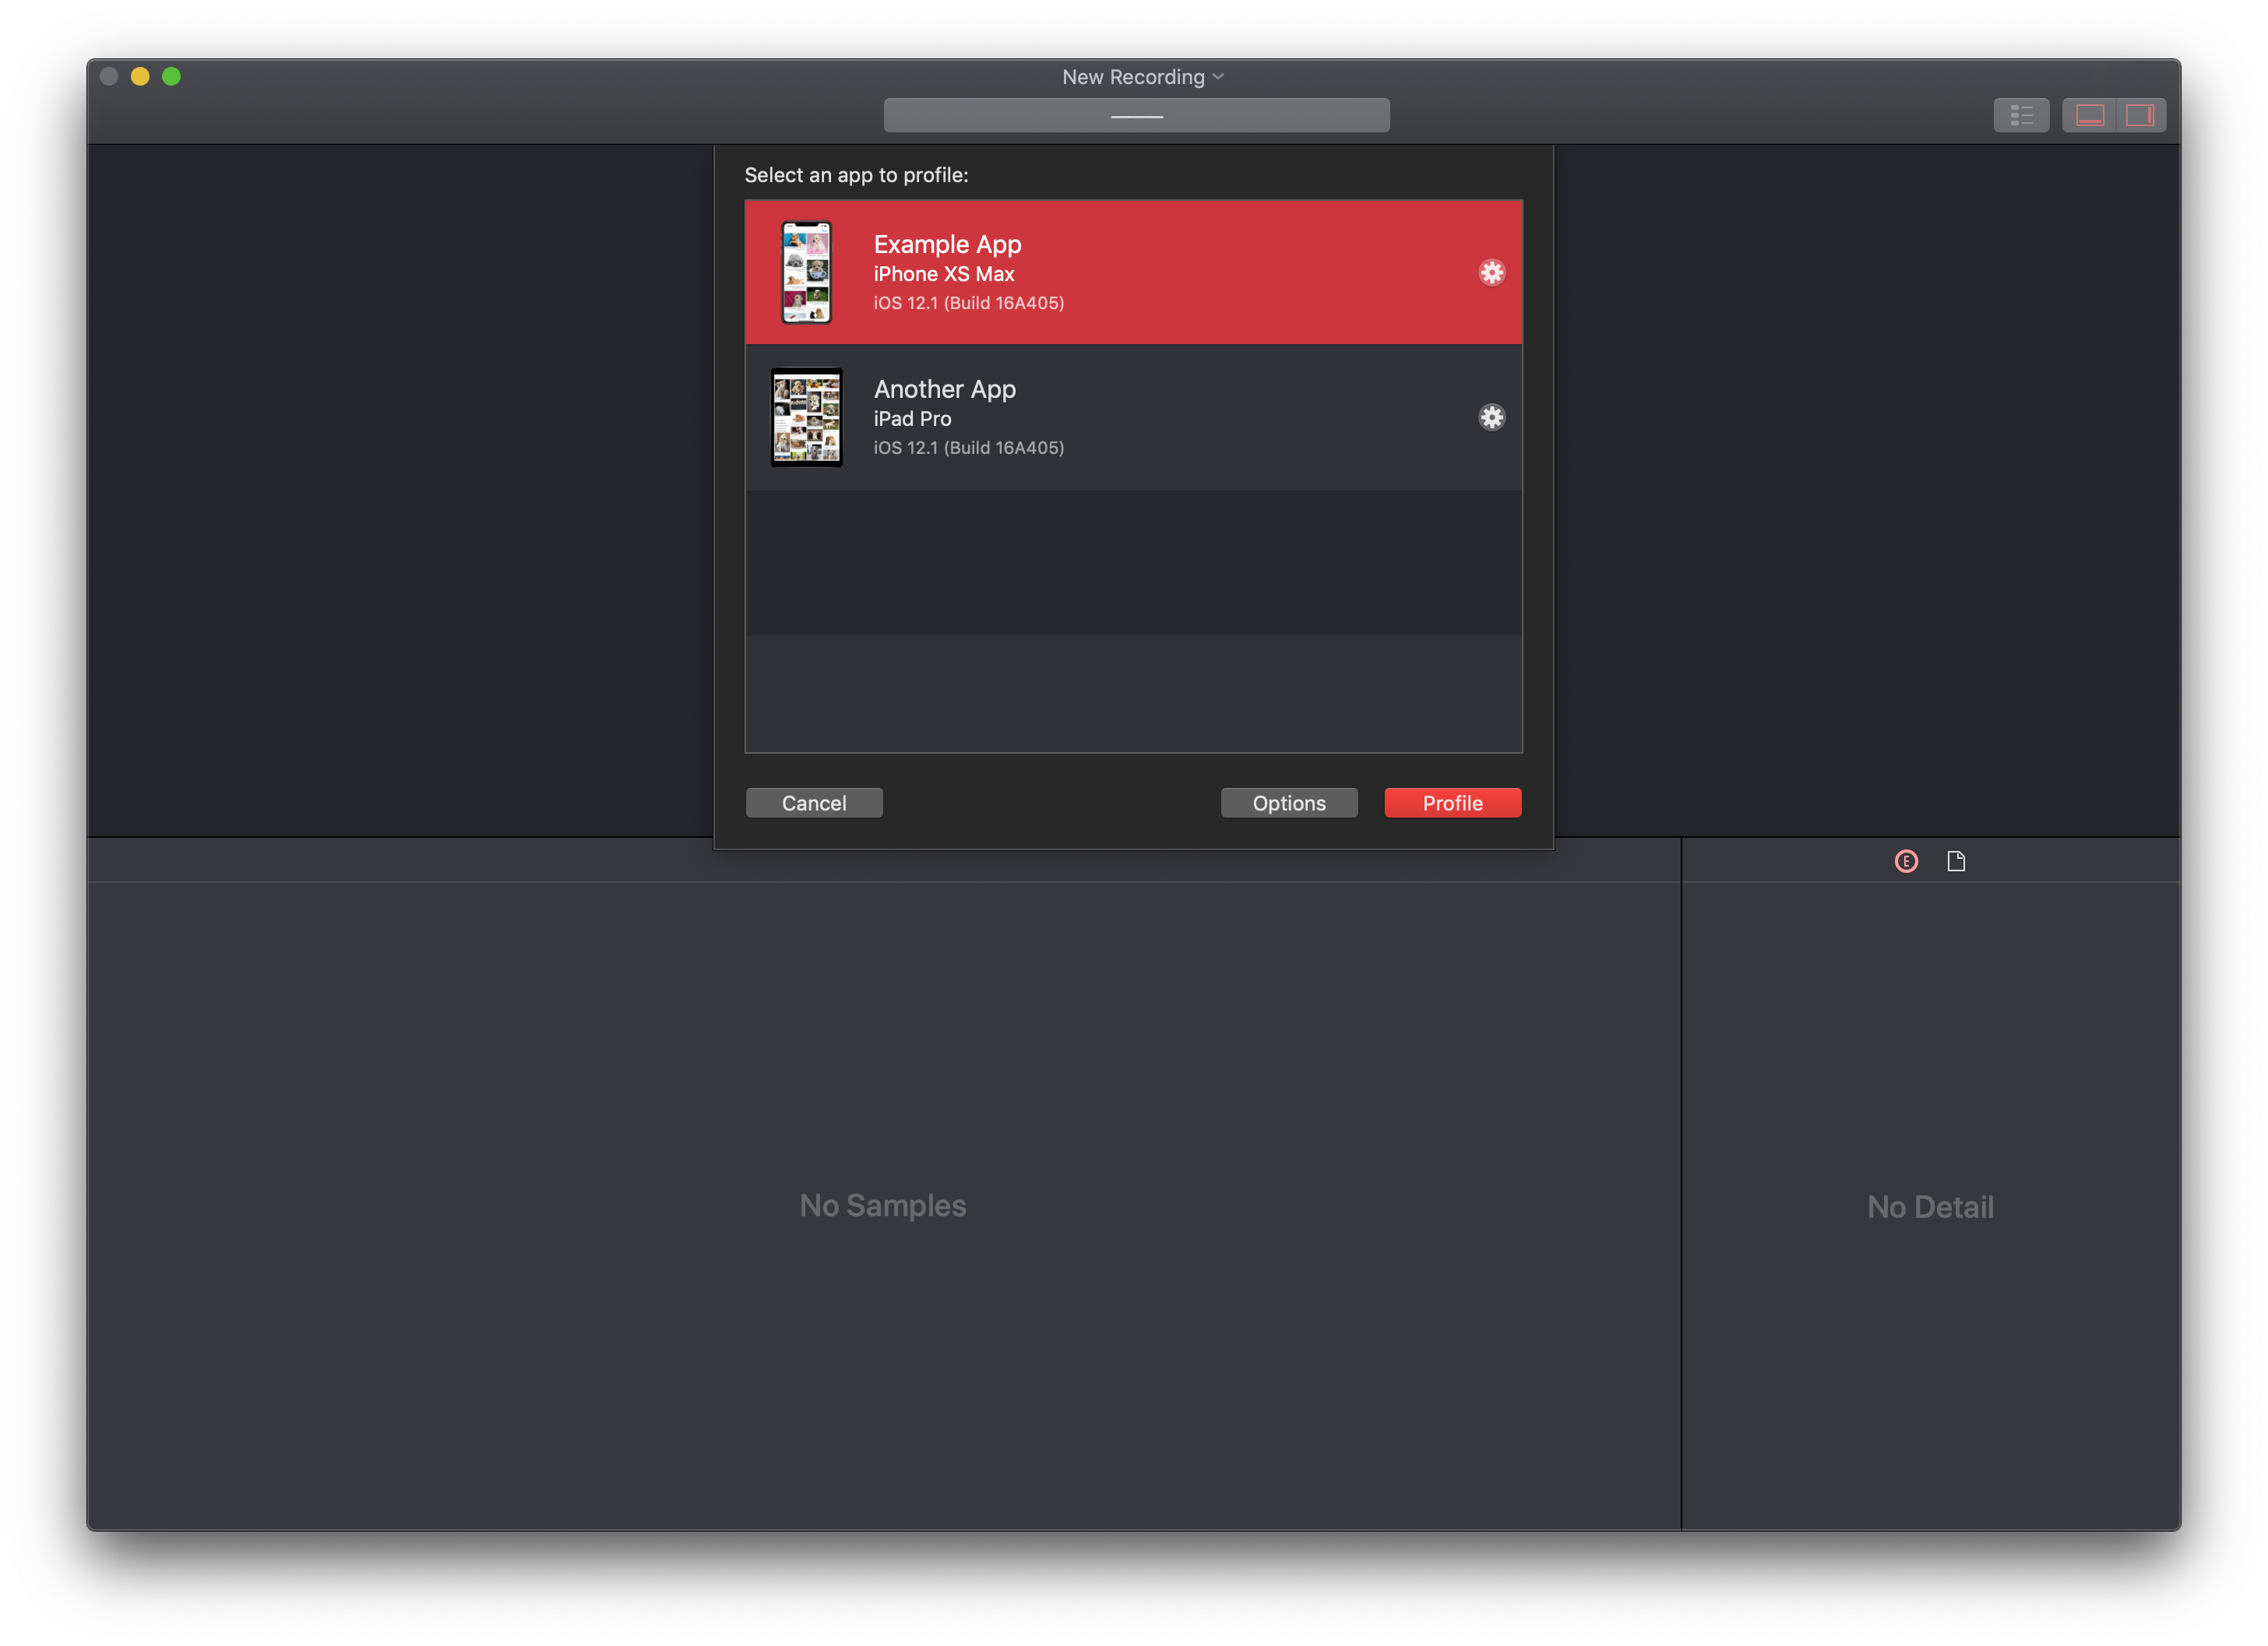 New Recording
Select an app to profile:
Example App
iPhone XS Max
iOS 12.1 (Build 16A405)
Another App
iPad Pro
iOS 12.1 (Build 16A405)
Cancel
Options
Profile
E
No Samples
No Detail